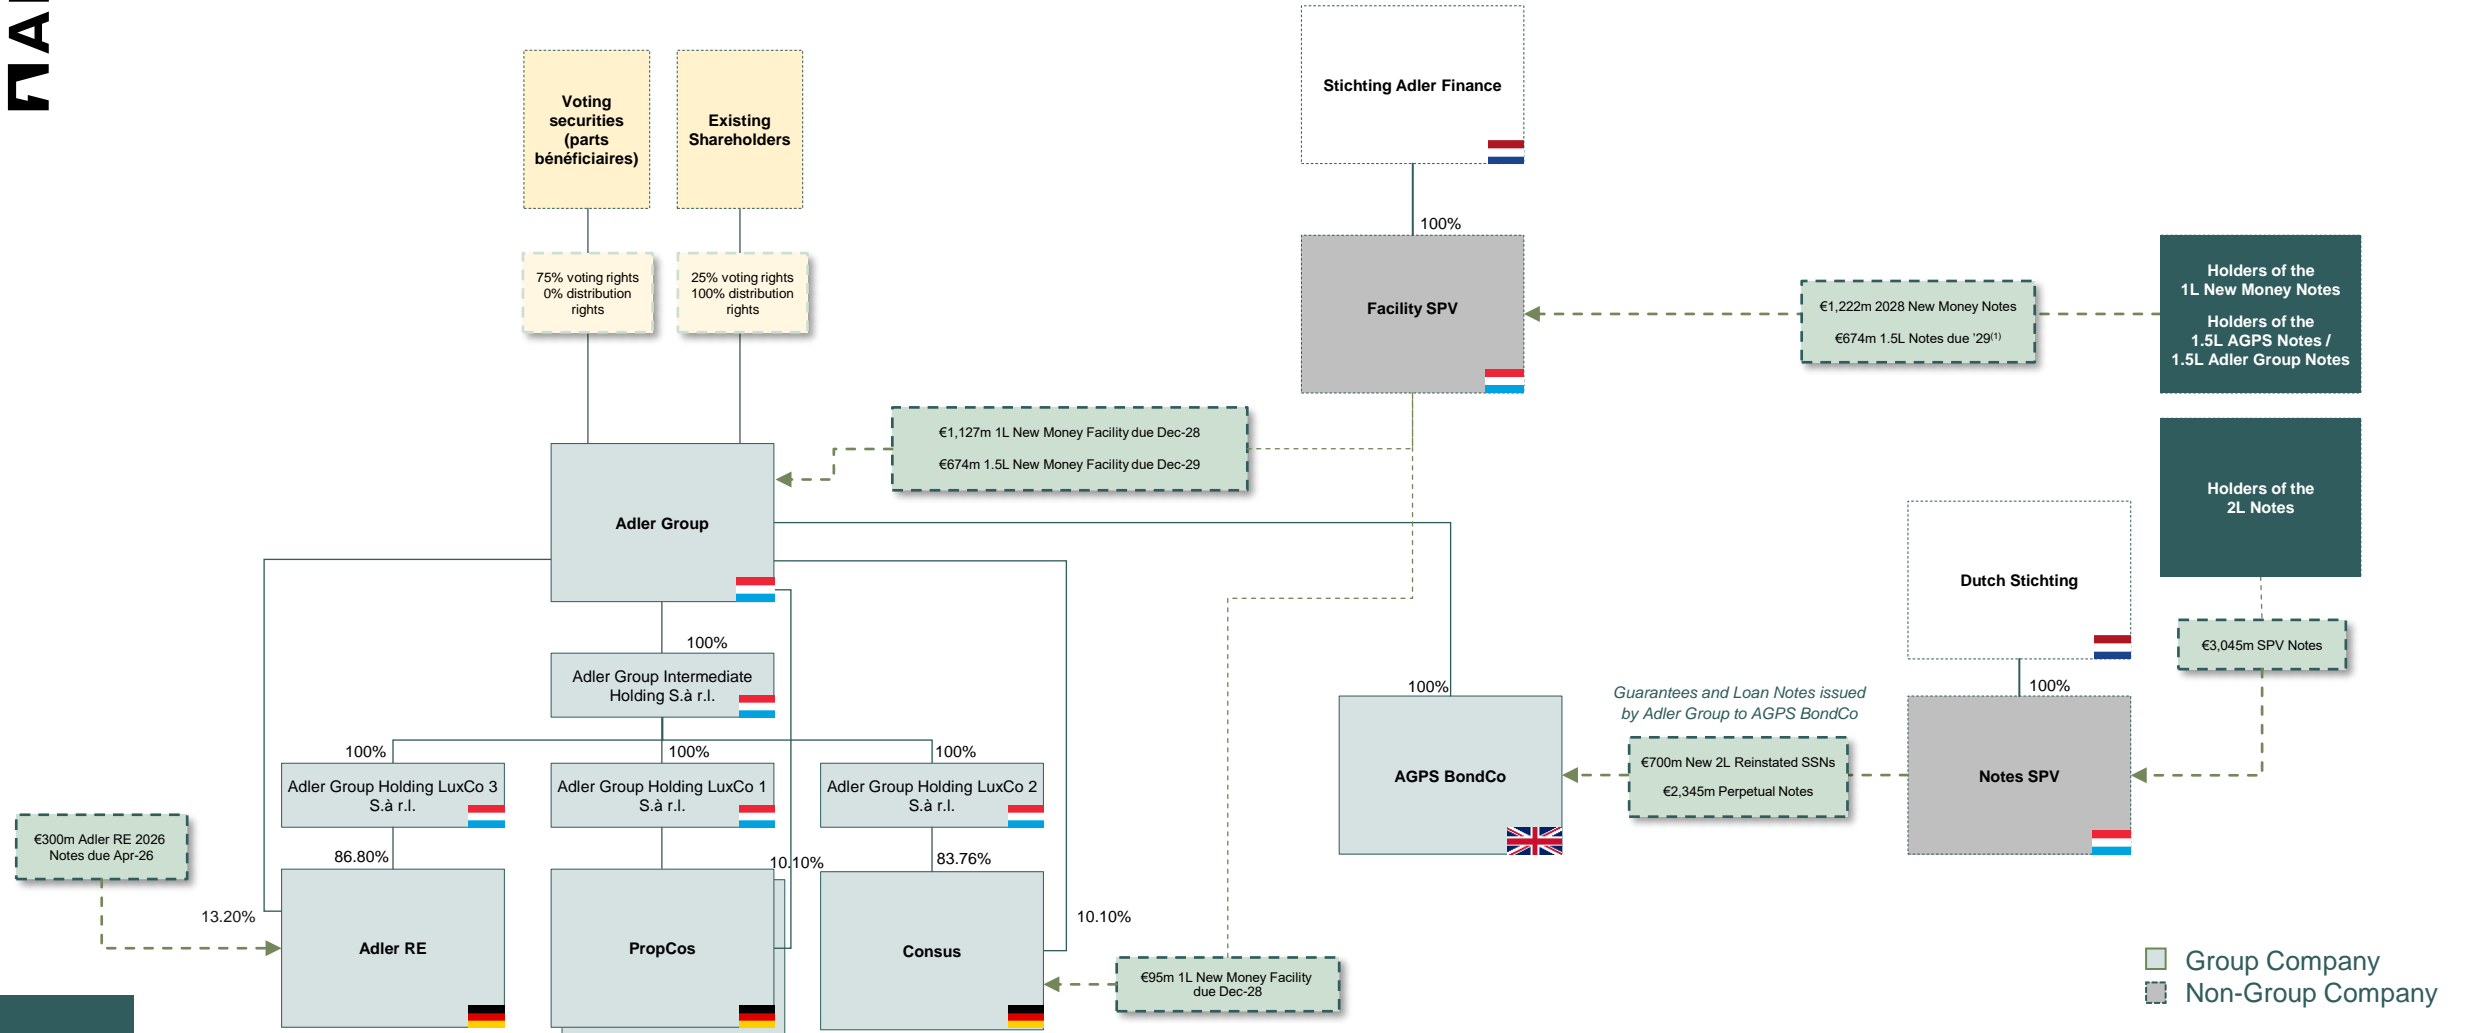 Stichting Adler Finance
Voting
securities
(parts
bénéficiaires)
Existing
Shareholders
100%
75% voting rights
0% distribution
rights
25% voting rights
100% distribution
rights
Facility SPV
€1,222m 2028 New Money Notes
€674m 1.5L Notes due '29(1)
Holders of the
1L New Money Notes
Holders of the
1.5L AGPS Notes /
1.5L Adler Group Notes
€1,127m 1L New Money Facility due Dec-28
€674m 1.5L New Money Facility due Dec-29
Holders of the
2L Notes
Adler Group
Dutch Stichting
100%
€3,045m SPV Notes
Adler Group Intermediate
Holding S.à r.l.
100%
100%
Guarantees and Loan Notes issued
by Adler Group to AGPS BondCo
100%
100%
100%
Adler Group Holding LuxCo 3
S.à r.l.
Adler Group Holding LuxCo 1
S.à r.l.
Adler Group Holding LuxCo 2
S.à r.l.
AGPS BondCo
€700m New 2L Reinstated SSNs
€2,345m Perpetual Notes
Notes SPV
€300m Adler RE 2026
Notes due Apr-26
86.80%
10.10%
83.76%
13.20%
10.10%
Adler RE
PropCos
Consus
€95m 1L New Money Facility
due Dec-28
Group Company
Non-Group Company